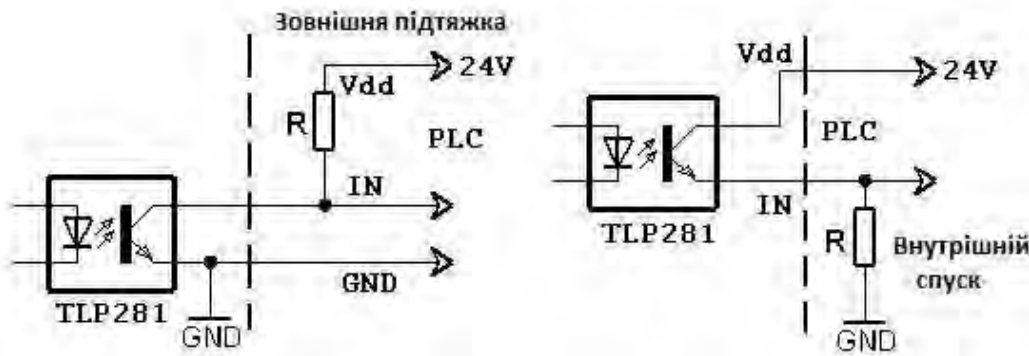 Зовнішня підтяжка
24V
Vdd
R
PLC
IN
GND
TLP281
GND
Vdd
24V
PLC
IN
TLP281
R
Внутрішній
спуск
GND